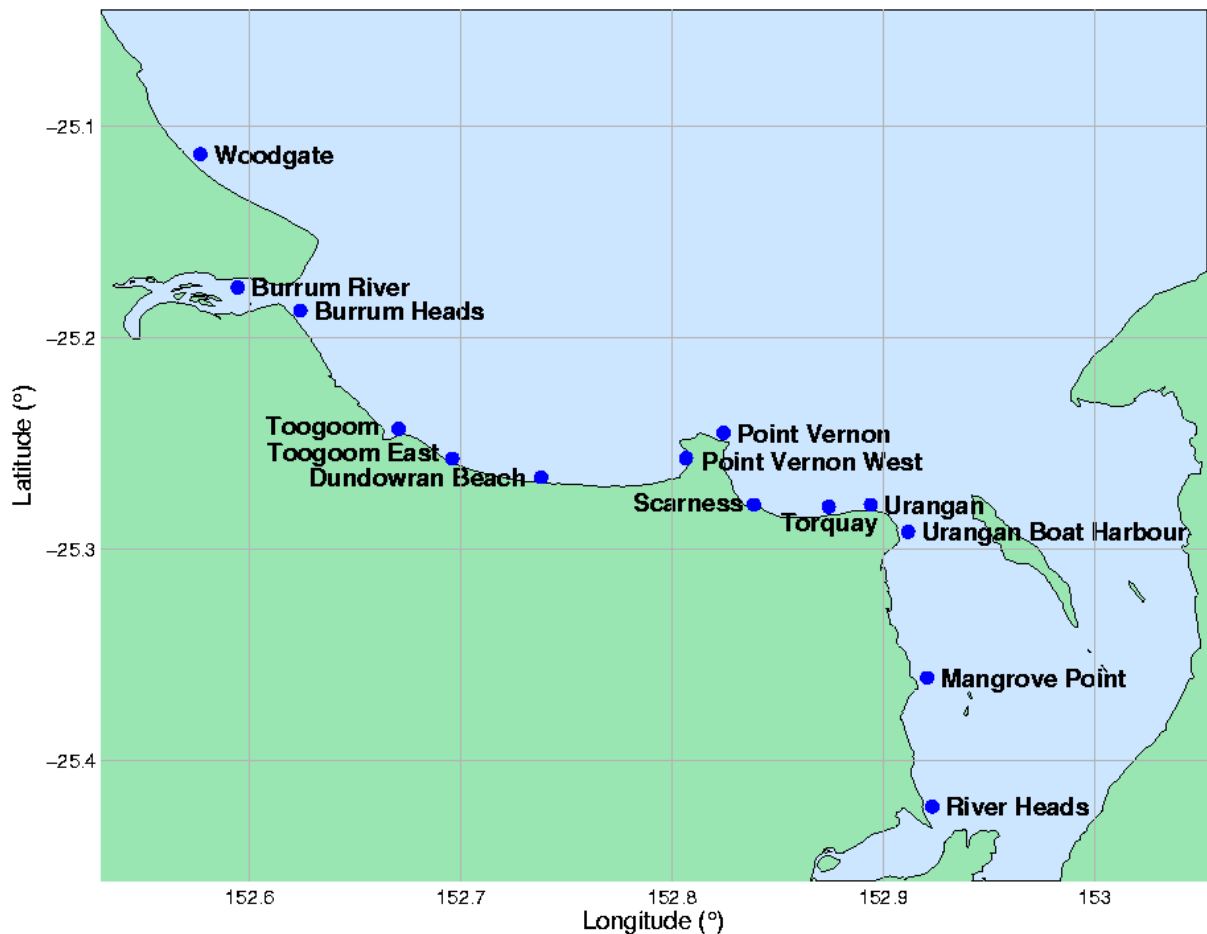 −25.1
Woodgate
Burrum River
Burrum Heads
−25.2
Toogoom
Point Vernon
Toogoom East
Point Vernon West
Dundowran Beach
Scarness
Urangan
Torquay
Urangan Boat Harbour
−25.3
Mangrove Point
−25.4
River Heads
Latitude (°)
152.6
152.7
152.8
152.9
153
Longitude (°)